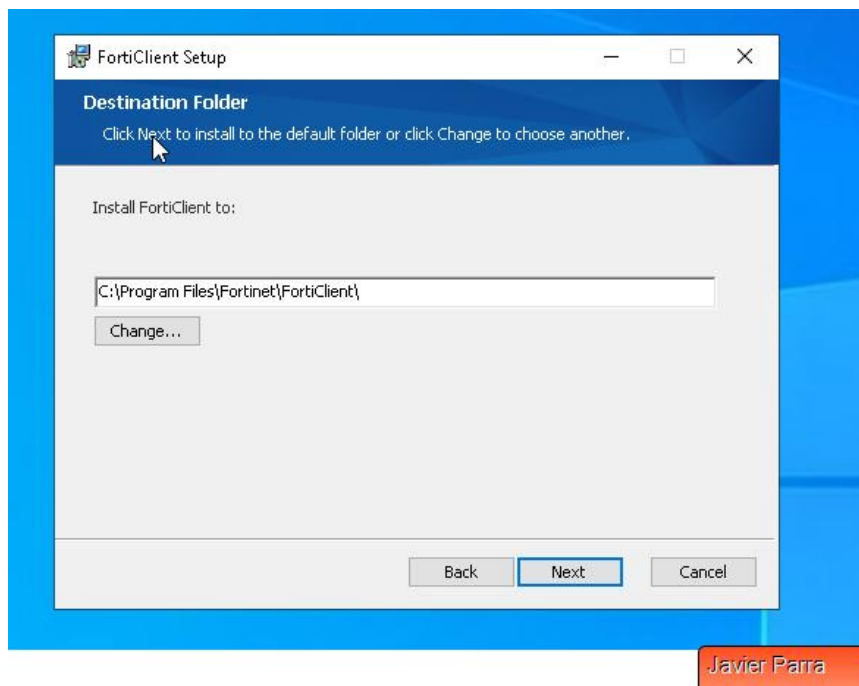 FortiClient Setup
Destination Folder
Click Next to install to the default folder or click Change to choose another.
Install FortiClient to:
C:\Program Files\Fortinet\FortiClient\
Change...
Back Next Cancel
Javier Parra